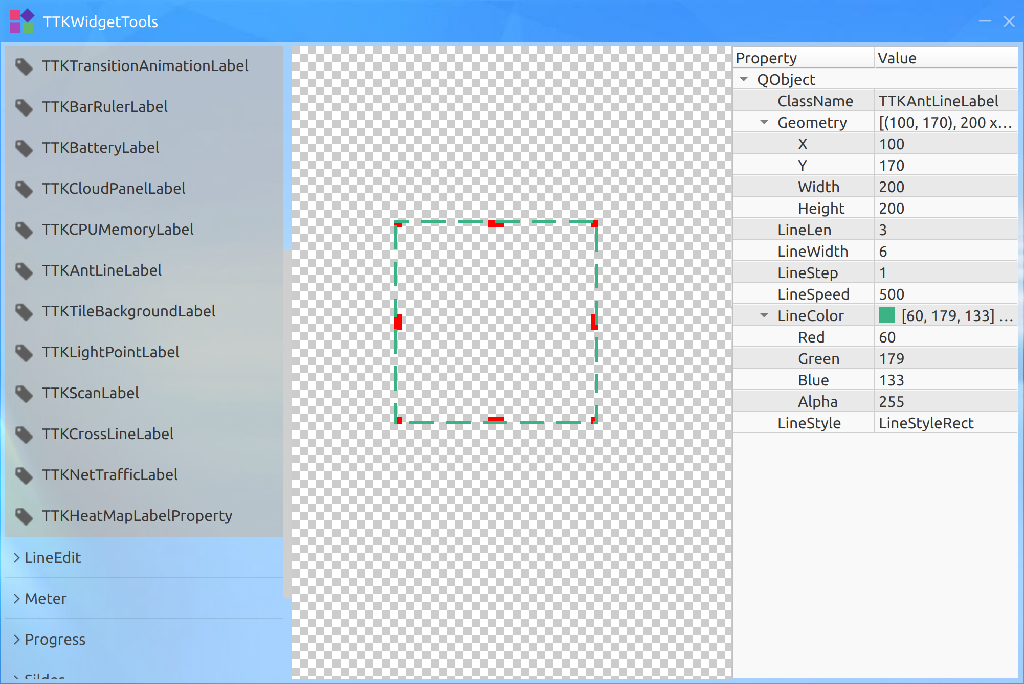 TTKWidgetTools
TTKTransitionAnimationLabel
TTKBarRulerLabel
TTKBatteryLabel
TTKCloudPanelLabel
TTKCPUMemoryLabel
TTKAntLineLabel
TTKTileBackgroundLabel
TTKLightPointLabel
TTKScanLabel
TTKCrossLineLabel
TTKNetTrafficLabel
TTKHeatMapLabelProperty
LineEdit
Meter
Progress
Property Value
QObject
ClassName TTKAntLineLabel
Geometry [(100, 170), 200 x...
X 100
Y 170
Width 200
Height 200
LineLen 3
LineWidth 6
LineStep 1
LineSpeed 500
LineColor [60, 179, 133] ...
Red 60
Green 179
Blue 133
Alpha 255
LineStyle LineStyleRect